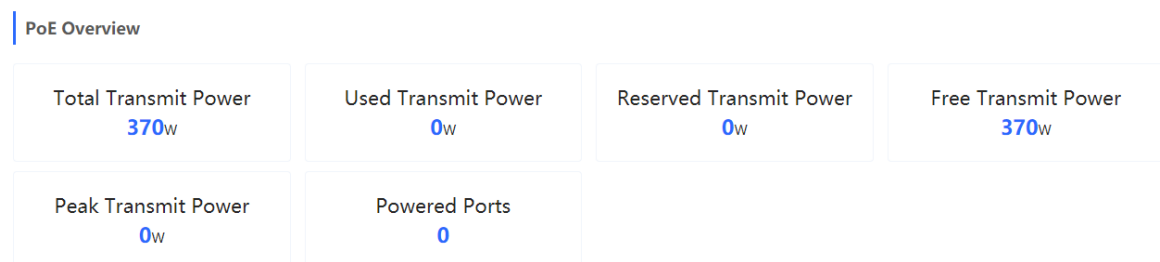 PoE Overview
Total Transmit Power
370W
Used Transmit Power
0W
Reserved Transmit Power
0W
Free Transmit Power
370W
Peak Transmit Power
0W
Powered Ports
0